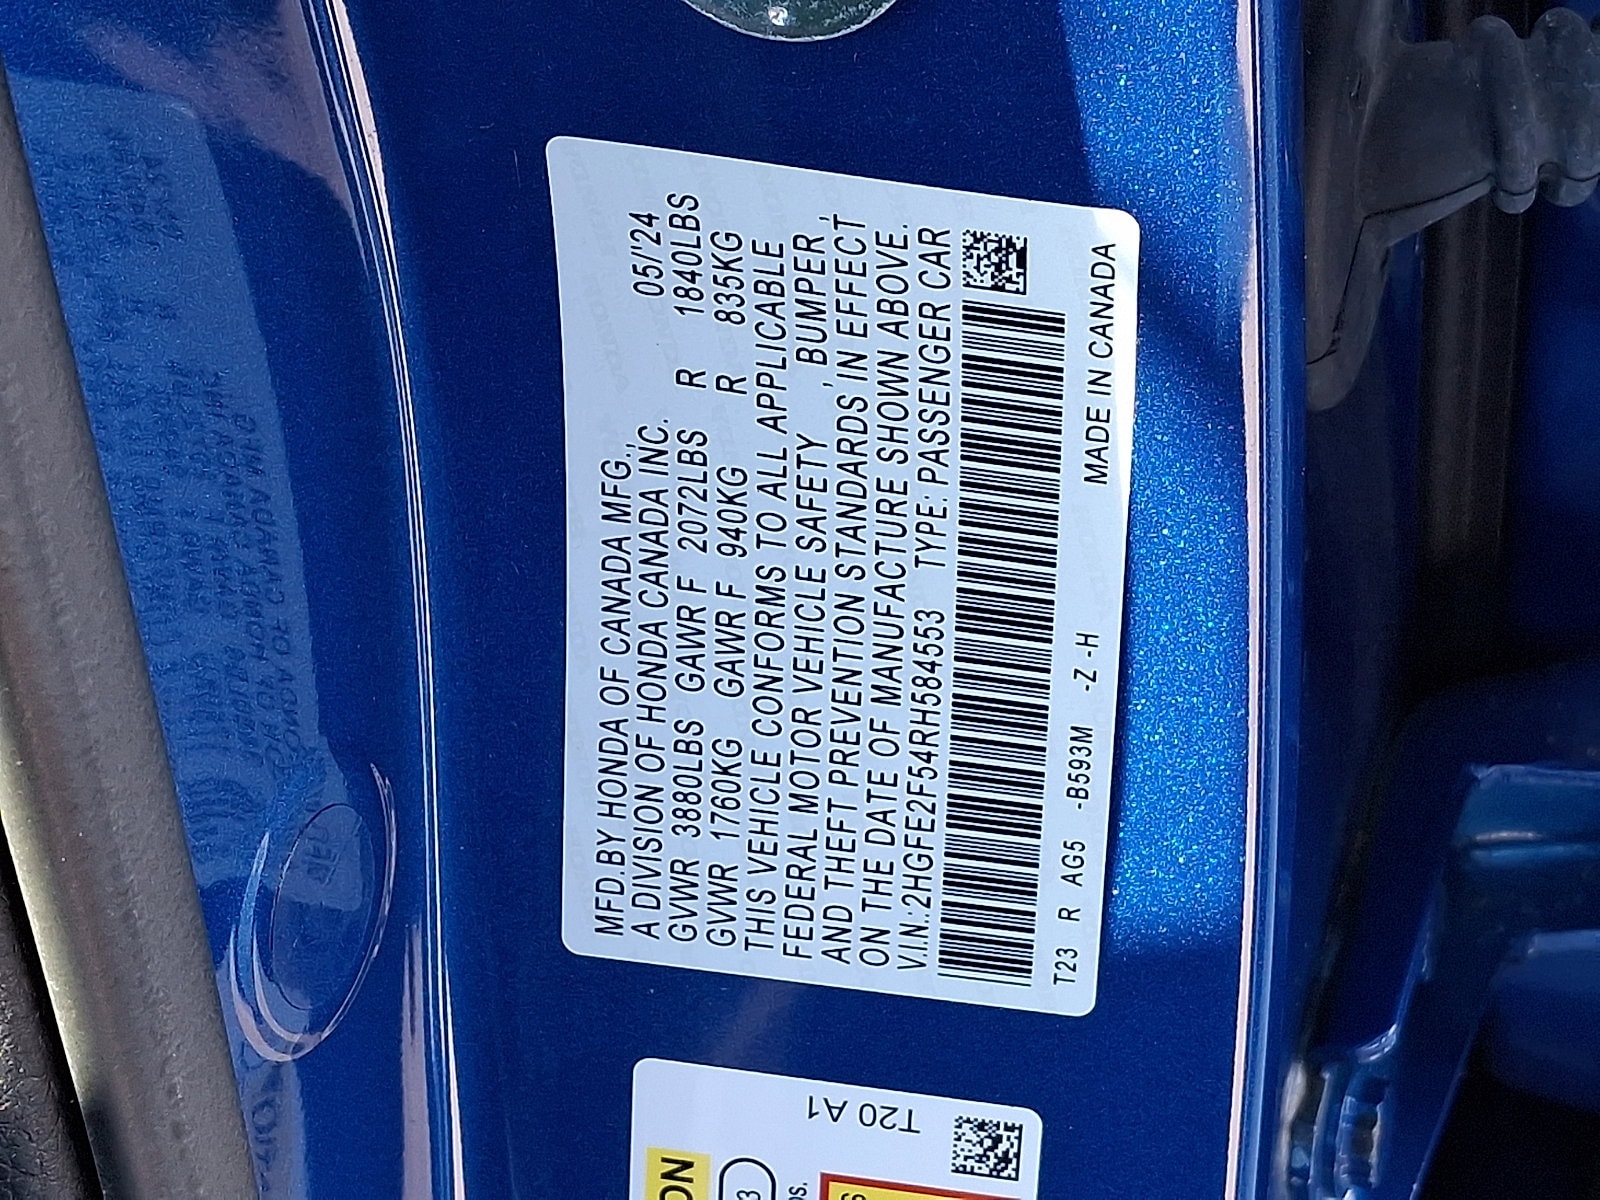 MFD.BY HONDA OF CANADA MFG.,
A DIVISION OF HONDA CANADA INC. 05/'24
GVWR 3880LBS GAWR F 2072LBS R 1840LBS
GVWR 1760KG GAWR F 940KG R 835KG
THIS VEHICLE CONFORMS TO ALL APPLICABLE
FEDERAL MOTOR VEHICLE SAFETY , BUMPER ,
AND THEFT PREVENTION STANDARDS IN EFFECT
ON THE DATE OF MANUFACTURE SHOWN ABOVE.
V.I.N.:2HGFE2F54RH584553 TYPE: PASSENGER CAR
T23 R AG5 -B593M -Z -H
MADE IN CANADA
T20 A1